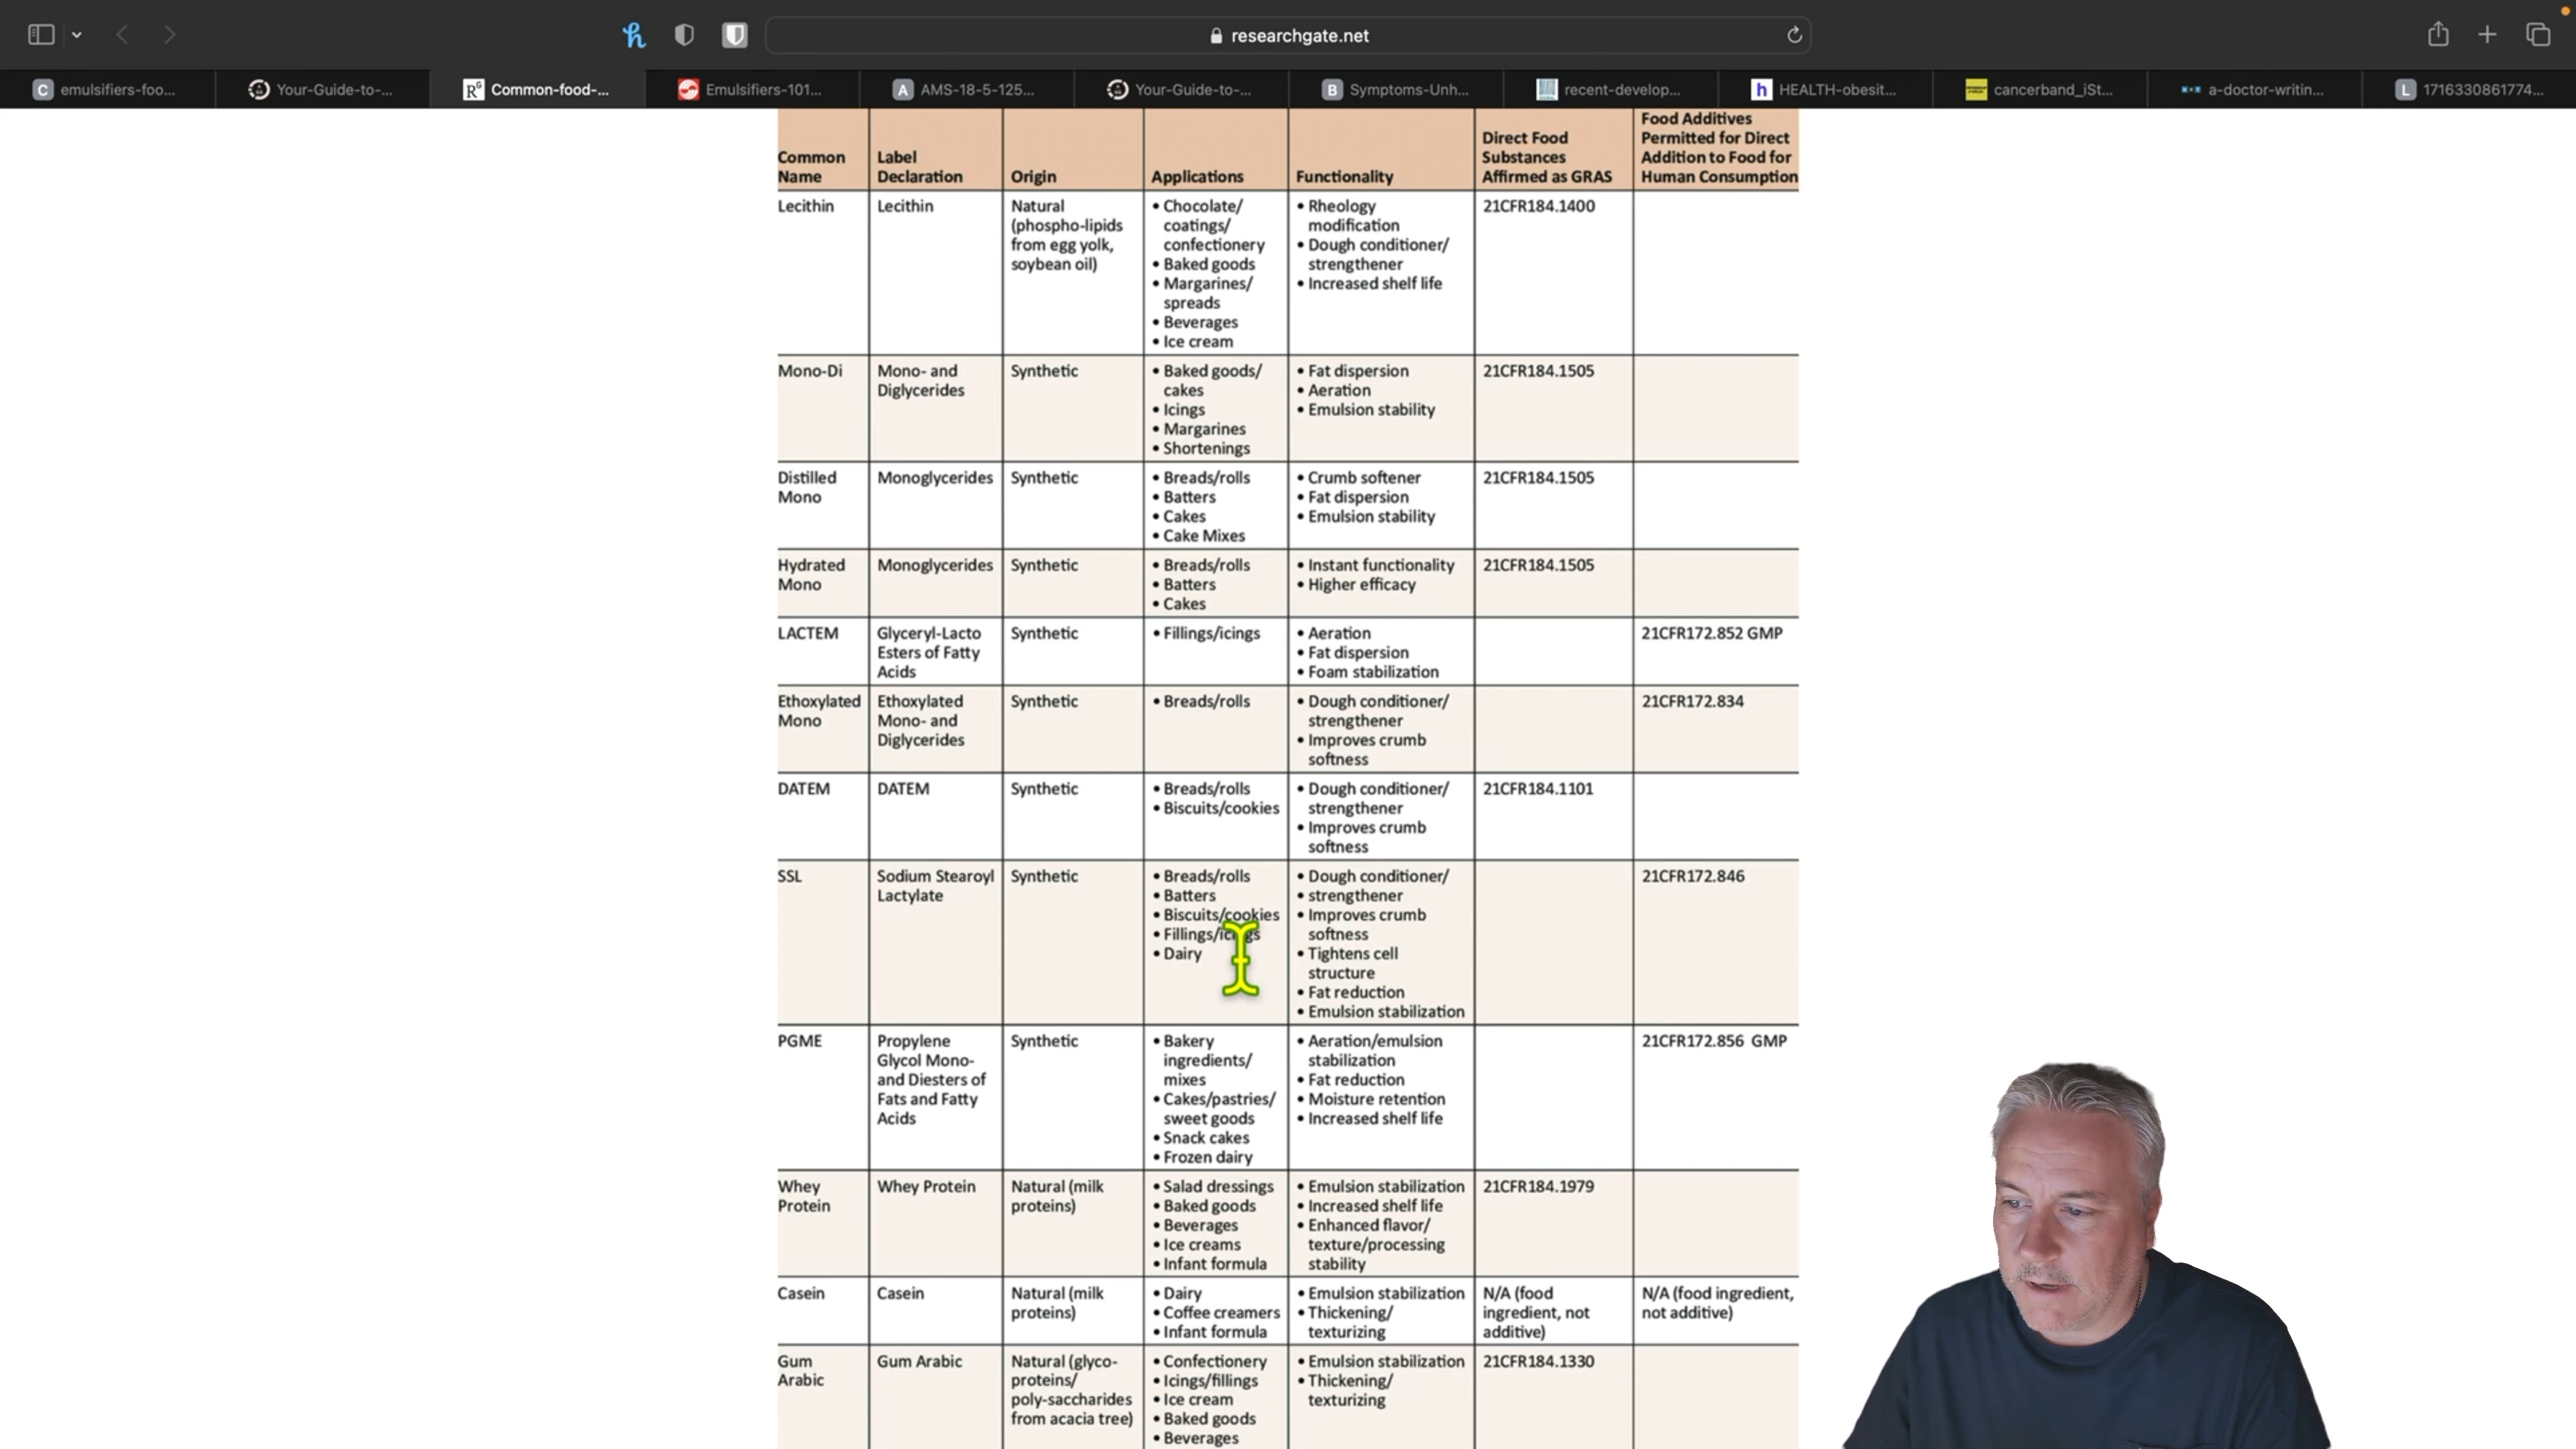 researchgate.net
emulsifiers-foo...
Your-Guide-to-...
Common-food-...
Emulsifiers-101...
AMS-18-5-125...
Your-Guide-to-...
Symptoms-Unh...
recent-develop...
HEALTH-obesit...
cancerband_iSt...
a-doctor-writin...
1716330861774...
Common
Name
Label
Declaration
Origin
Applications
Functionality
Direct Food
Substances
Affirmed as GRAS
Food Additives
Permitted for Direct
Addition to Food for
Human Consumption
Lecithin
Lecithin
Natural
(phospho-lipids
from egg yolk,
soybean oil)
• Chocolate/
coatings/
confectionery
• Baked goods
• Margarines/
spreads
• Beverages
• Ice cream
• Rheology
modification
• Dough conditioner/
strengthener
• Increased shelf life
21CFR184.1400
Mono-Di
Mono- and
Diglycerides
Synthetic
• Baked goods/
cakes
• Icings
• Margarines
• Shortenings
• Fat dispersion
• Aeration
• Emulsion stability
21CFR184.1505
Distilled
Mono
Monoglycerides
Synthetic
• Breads/rolls
• Batters
• Cakes
• Cake Mixes
• Crumb softener
• Fat dispersion
• Emulsion stability
21CFR184.1505
Hydrated
Mono
Monoglycerides
Synthetic
• Breads/rolls
• Batters
• Cakes
• Instant functionality
• Higher efficacy
21CFR184.1505
LACTEM
Glyceryl-Lacto
Esters of Fatty
Acids
Synthetic
• Fillings/icings
• Aeration
• Fat dispersion
• Foam stabilization
21CFR172.852 GMP
Ethoxylated
Mono
Ethoxylated
Mono- and
Diglycerides
Synthetic
• Breads/rolls
• Dough conditioner/
strengthener
• Improves crumb
softness
21CFR172.834
DATEM
DATEM
Synthetic
• Breads/rolls
• Biscuits/cookies
• Dough conditioner/
strengthener
• Improves crumb
softness
21CFR184.1101
SSL
Sodium Stearoyl
Lactylate
Synthetic
• Breads/rolls
• Batters
• Biscuits/cookies
• Fillings/icings
• Dairy
• Dough conditioner/
• strengthener
• Improves crumb
softness
• Tightens cell
structure
• Fat reduction
• Emulsion stabilization
21CFR172.846
PGME
Propylene
Glycol Mono-
and Diesters of
Fats and Fatty
Acids
Synthetic
• Bakery
ingredients/
mixes
• Cakes/pastries/
sweet goods
• Snack cakes
• Frozen dairy
• Aeration/emulsion
stabilization
• Fat reduction
• Moisture retention
• Increased shelf life
21CFR172.856 GMP
Whey
Protein
Whey Protein
Natural (milk
proteins)
• Salad dressings
• Baked goods
• Beverages
• Ice creams
• Infant formula
• Emulsion stabilization
• Increased shelf life
• Enhanced flavor/
texture/processing
stability
21CFR184.1979
Casein
Casein
Natural (milk
proteins)
• Dairy
• Coffee creamers
• Infant formula
• Emulsion stabilization
• Thickening/
texturizing
N/A (food
ingredient, not
additive)
N/A (food ingredient,
not additive)
Gum
Arabic
Gum Arabic
Natural (glyco-
proteins/
poly-saccharides
from acacia tree)
• Confectionery
• Icings/fillings
• Ice cream
• Baked goods
• Beverages
• Emulsion stabilization
• Thickening/
texturizing
21CFR184.1330